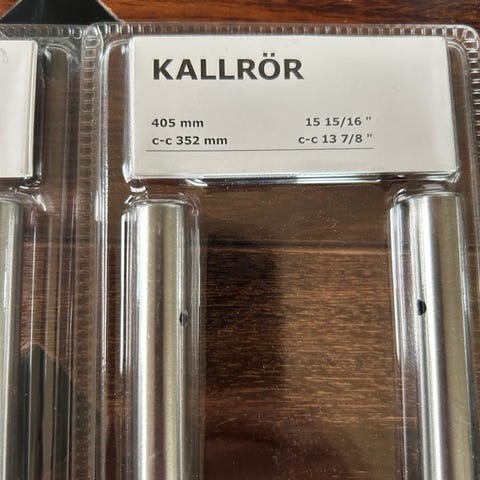 KALLRÖR
405 mm 15 15/16 "
c-c 352 mm c-c 13 7/8 "